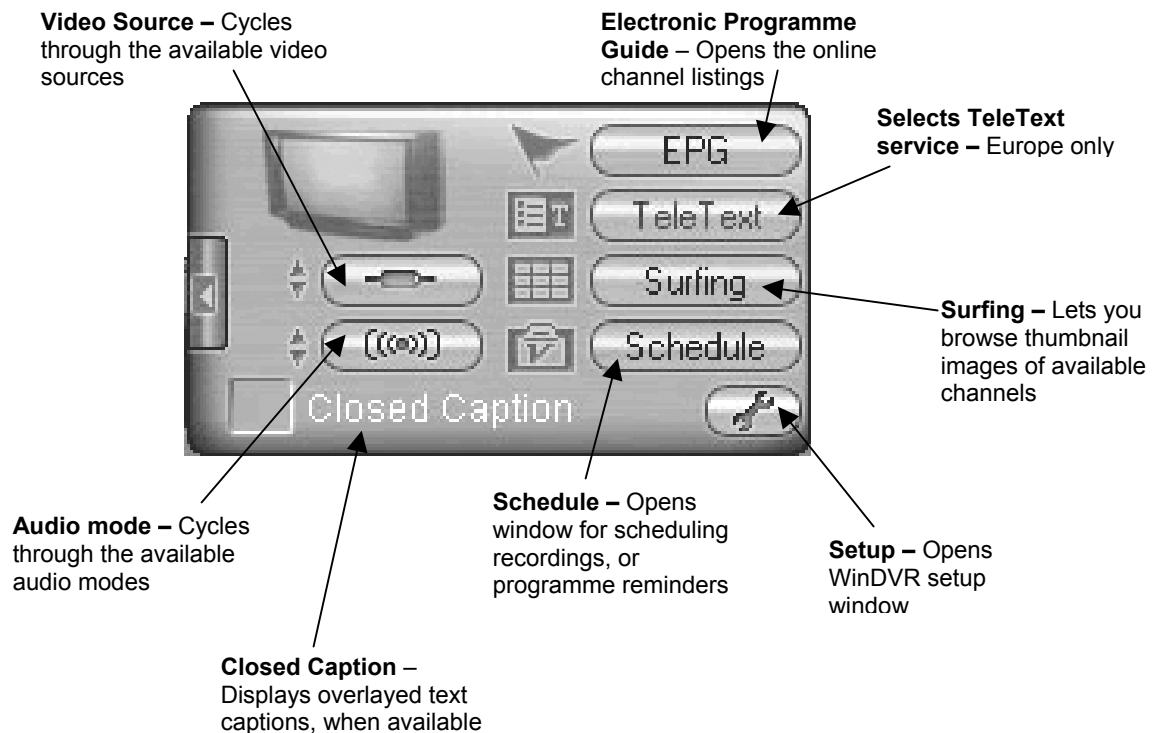 Video Source – Cycles
through the available video
sources
Electronic Programme
Guide – Opens the online
channel listings
Selects TeleText
service – Europe only
EPG
TeleText
Surfing
Schedule
Closed Caption
Surfing – Lets you
browse thumbnail
images of available
channels
Audio mode – Cycles
through the available
audio modes
Schedule – Opens
window for scheduling
recordings, or
programme reminders
Setup – Opens
WinDVR setup
window
Closed Caption –
Displays overlayed text
captions, when available